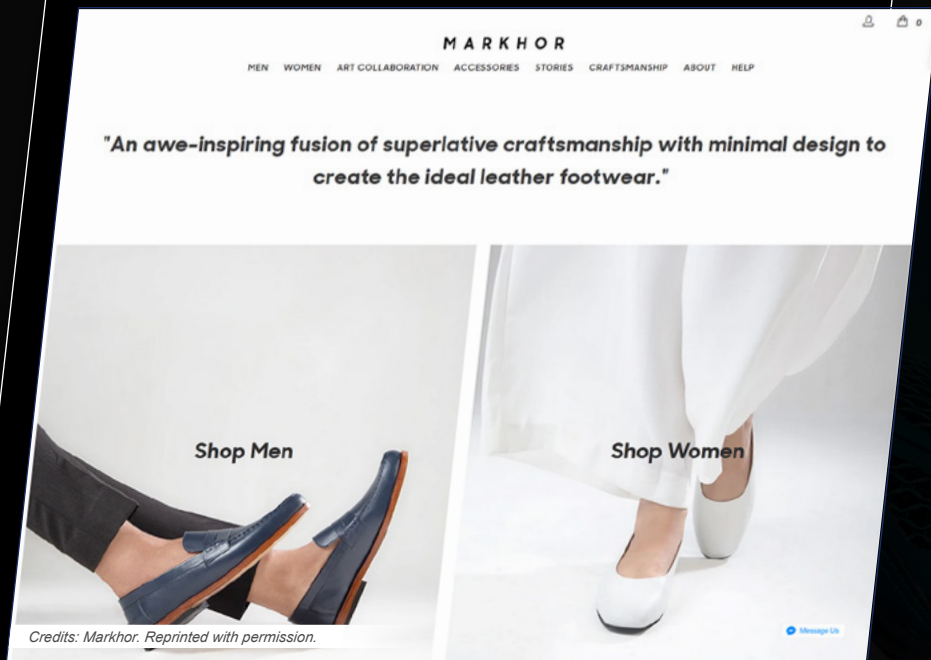 0
MARKHOR
MEN WOMEN ART COLLABORATION ACCESSORIES STORIES CRAFTSMANSHIP ABOUT HELP
"An awe-inspiring fusion of superlative craftsmanship with minimal design to
create the ideal leather footwear."
Shop Men
Shop Women
Message Us
Credits: Markhor. Reprinted with permission.